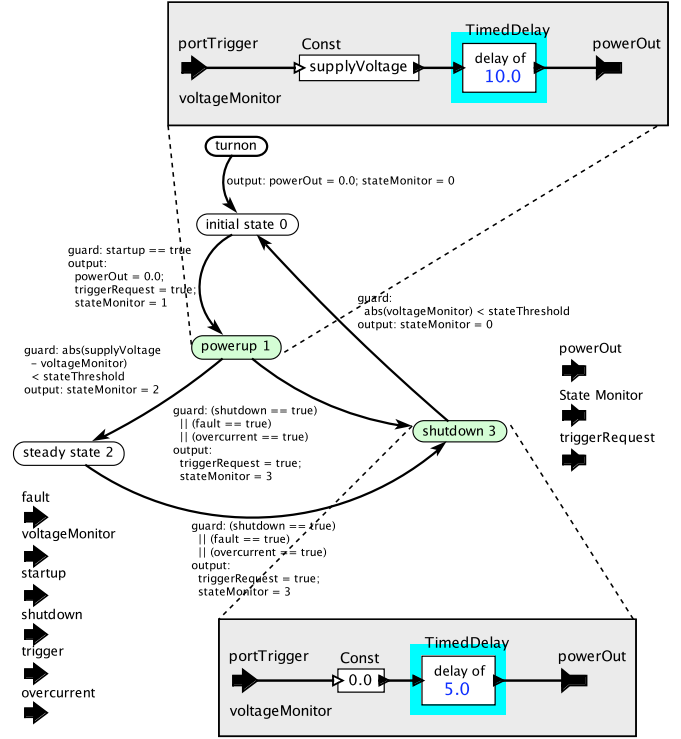 TimedDelay
portTrigger
Const
powerOut
supplyVoltage
delay of
10.0
voltageMonitor
turnon
output: powerOut = 0.0; stateMonitor = 0
initial state 0
guard: startup == true
output:
powerOut = 0.0;
triggerRequest = true;
stateMonitor = 1
guard:
abs(voltageMonitor) < stateThreshold
output: stateMonitor = 0
powerup 1
guard: abs(supplyVoltage
– voltageMonitor)
< stateThreshold
output: stateMonitor = 2
powerOut
State Monitor
triggerRequest
guard: (shutdown == true)
|| (fault == true)
|| (overcurrent == true)
output:
triggerRequest = true;
stateMonitor = 3
shutdown 3
steady state 2
fault
voltageMonitor
startup
shutdown
trigger
overcurrent
guard: (shutdown == true)
|| (fault == true)
|| (overcurrent == true)
output:
triggerRequest = true;
stateMonitor = 3
TimedDelay
portTrigger
Const
powerOut
0.0
delay of
5.0
voltageMonitor